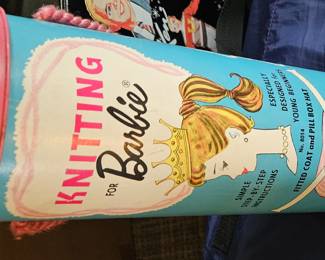 KNITTING
FOR Barbie®
ESPECIALLY
DESIGNED for
YOUNG BEGINNERS
SIMPLE
STEP-BY-STEP
INSTRUCTIONS
No. 8054
FITTED COAT and PILL BOX HAT